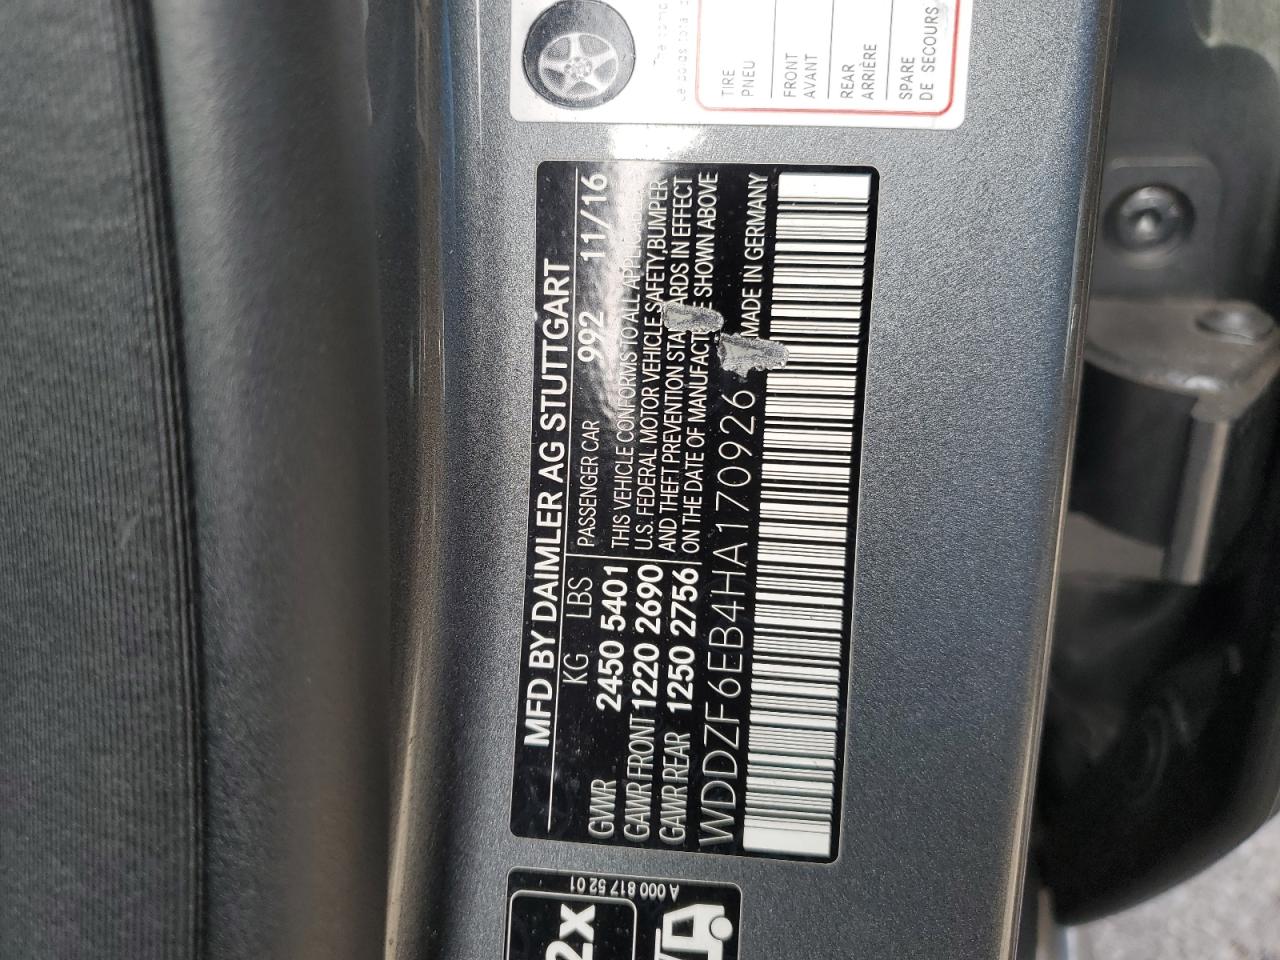 MFD BY DAIMLER AG STUTTGART
KG LBS PASSENGER CAR 992 11/16
GVWR 2450 5401
GAWR FRONT 1220 2690
GAWR REAR 1250 2756
THIS VEHICLE CONFORMS TO ALL
U.S. FEDERAL MOTOR VEHICLE SAFETY,BUMPER
AND THEFT PREVENTION IN EFFECT
ON THE DATE OF SHOWN ABOVE
WDDZF6EB4HA170926 MADE IN GERMANY
TIRE
PNEU
FRONT
AVANT
REAR
ARRIÈRE
SPARE
DE SECOURS
A 000 817 52 01
2x